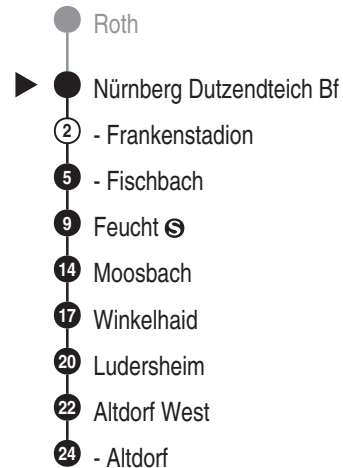 Roth
Nürnberg Dutzendteich Bf
2 - Frankenstadion
5 - Fischbach
9 Feucht S
14 Moosbach
17 Winkelhaid
20 Ludersheim
22 Altdorf West
24 - Altdorf